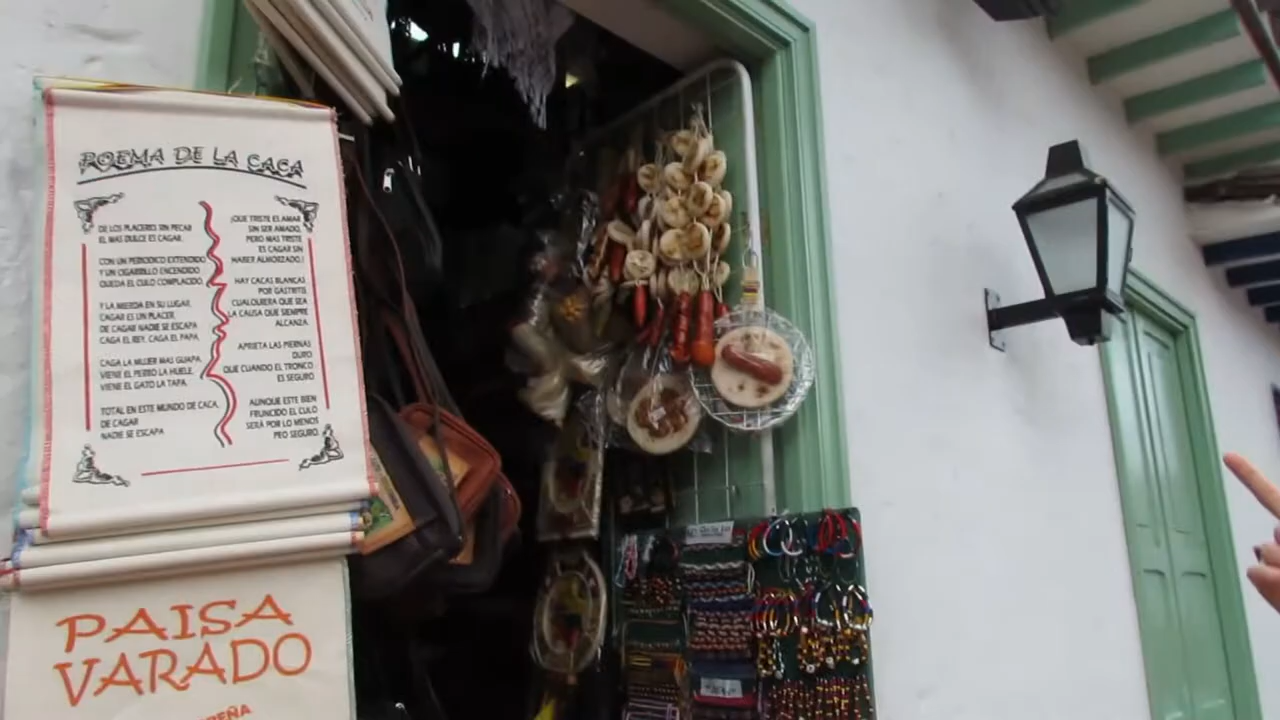 POEMA DE LA CACA
DE LOS PLACERES SIN PECAR
EL MAS DULCE ES CAGAR.
CON UN PERIODICO EXTENDIDO
Y UN CIGARRILLO ENCENDIDO
QUEDA EL CULO COMPLACIDO.
Y LA MIERDA EN SU LUGAR.
CAGAR ES UN PLACER.
DE CAGAR NADIE SE ESCAPA
CAGA EL REY, CAGA EL PAPA,
CAGA LA MUJER MAS GUAPA.
VIENE EL PERRO LA HUELE.
VIENE EL GATO LA TAPA.
TOTAL EN ESTE MUNDO DE CACA,
DE CAGAR
NADIE SE ESCAPA
¡QUE TRISTE ES AMAR
SIN SER AMADO,
PERO MAS TRISTE
ES CAGAR SIN
HABER ALMORZADO.!
HAY CACAS BLANCAS
POR GASTRITIS
CUALQUIERA QUE SEA
LA CAUSA QUE SIEMPRE
ALCANZA.
APRIETA LAS PIERNAS
DURO
QUE CUANDO EL TRONCO
ES SEGURO
AUNQUE ESTE BIEN
FRUNCIDO EL CULO
SERÁ POR LO MENOS
PEO SEGURO.
PAISA
VARADO